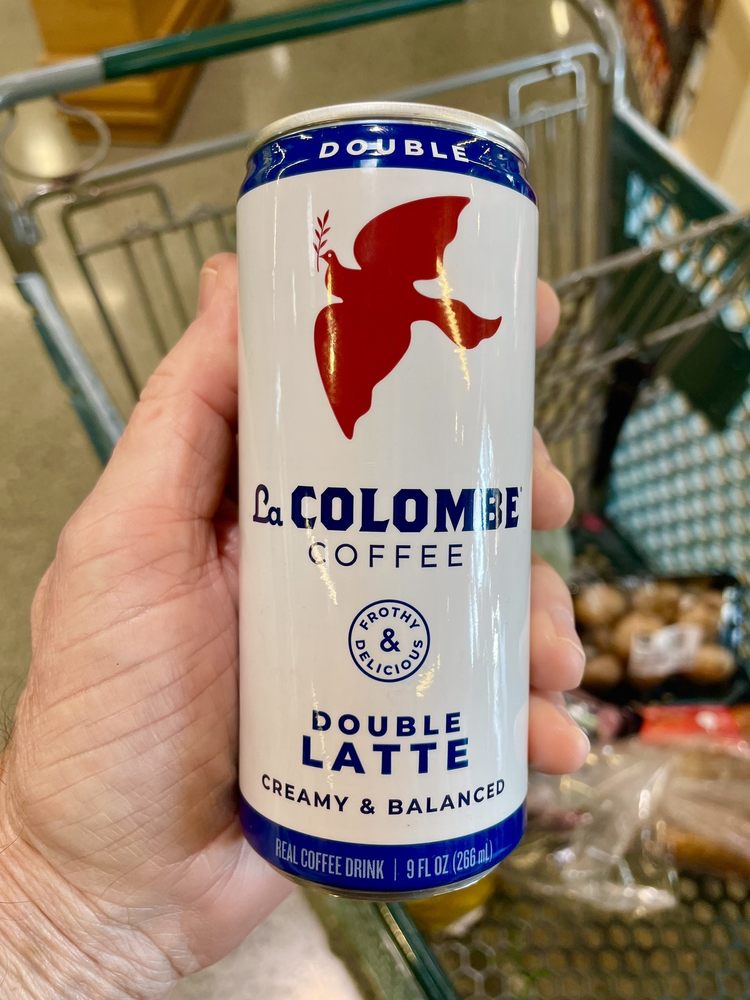 DOUBLE
La COLOMBE
COFFEE
FROTHY
&
DELICIOUS
DOUBLE
LATTE
CREAMY & BALANCED
REAL COFFEE DRINK | 9 FL OZ (266 mL)